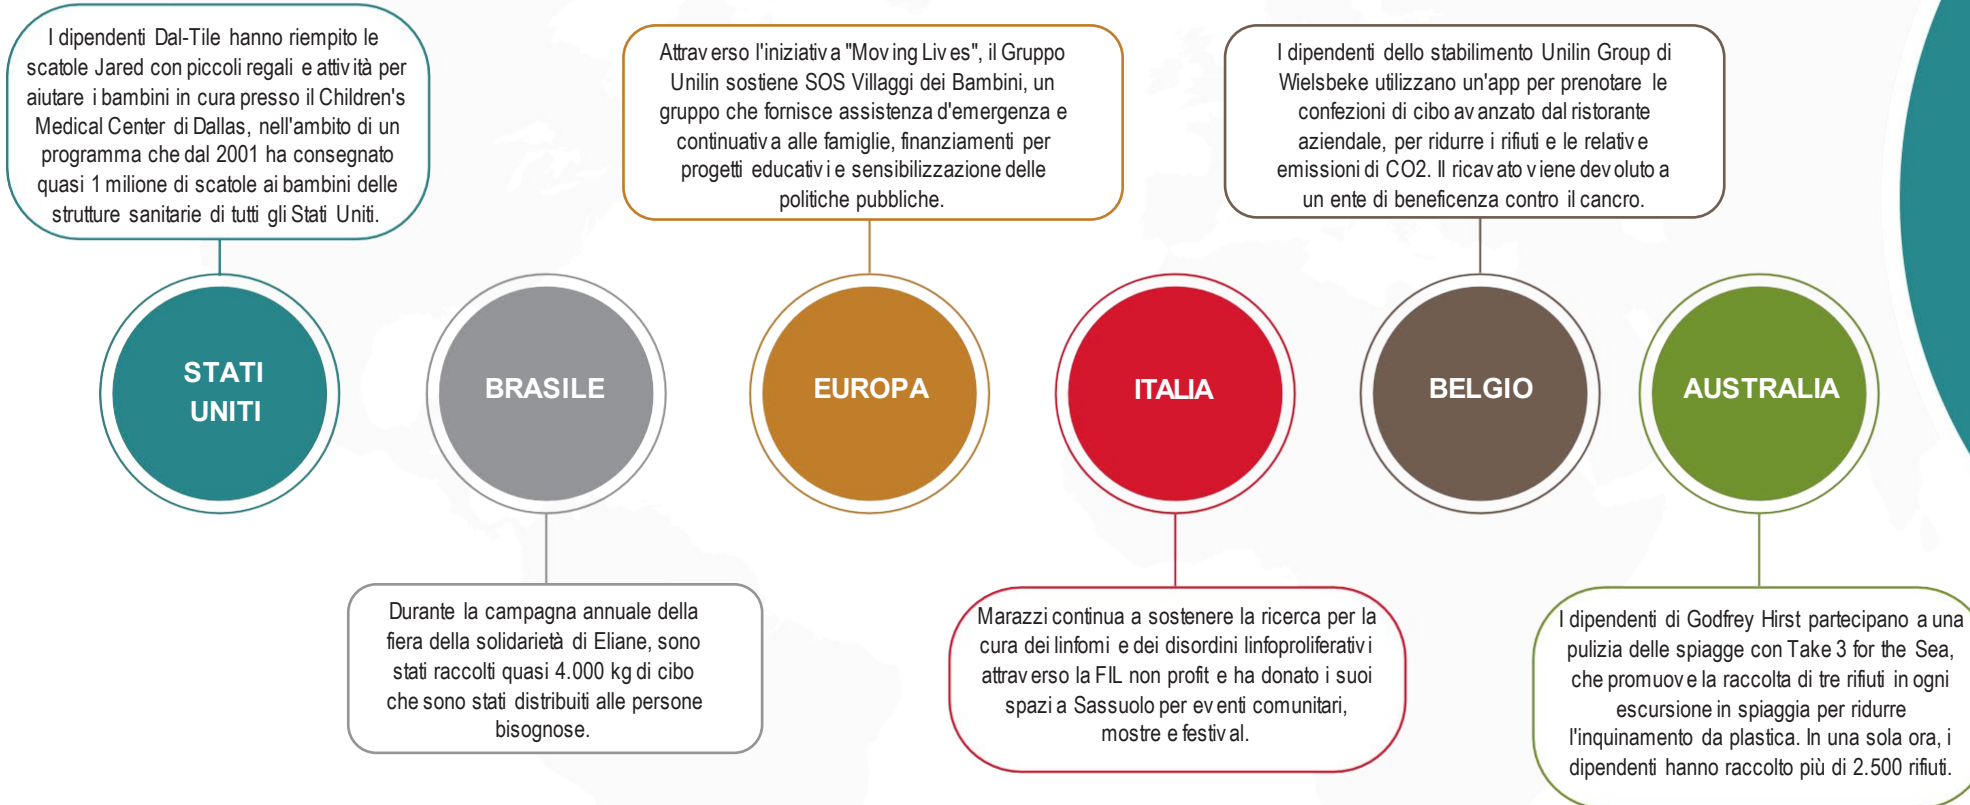 I dipendenti Dal-Tile hanno riempito le
scatole Jared con piccoli regali e attività per
aiutare i bambini in cura presso il Children's
Medical Center di Dallas, nell'ambito di un
programma che dal 2001 ha consegnato
quasi 1 milione di scatole ai bambini delle
strutture sanitarie di tutti gli Stati Uniti.
Attraverso l'iniziativa "Moving Lives", il Gruppo
Unilin sostiene SOS Villaggi dei Bambini, un
gruppo che fornisce assistenza d'emergenza e
continuativa alle famiglie, finanziamenti per
progetti educativi e sensibilizzazione delle
politiche pubbliche.
I dipendenti dello stabilimento Unilin Group di
Wielsbeke utilizzano un'app per prenotare le
confezioni di cibo avanzato dal ristorante
aziendale, per ridurre i rifiuti e le relative
emissioni di CO2. Il ricavato viene devoluto a
un ente di beneficenza contro il cancro.
STATI
UNITI
BRASILE
EUROPA
ITALIA
BELGIO
AUSTRALIA
Durante la campagna annuale della
fiera della solidarietà di Eliane, sono
stati raccolti quasi 4.000 kg di cibo
che sono stati distribuiti alle persone
bisognose.
Marazzi continua a sostenere la ricerca per la
cura dei linfomi e dei disordini linfoproliferativi
attraverso la FIL non profit e ha donato i suoi
spazi a Sassuolo per eventi comunitari,
mostre e festival.
I dipendenti di Godfrey Hirst partecipano a una
pulizia delle spiagge con Take 3 for the Sea,
che promuove la raccolta di tre rifiuti in ogni
escursione in spiaggia per ridurre
l'inquinamento da plastica. In una sola ora, i
dipendenti hanno raccolto più di 2.500 rifiuti.